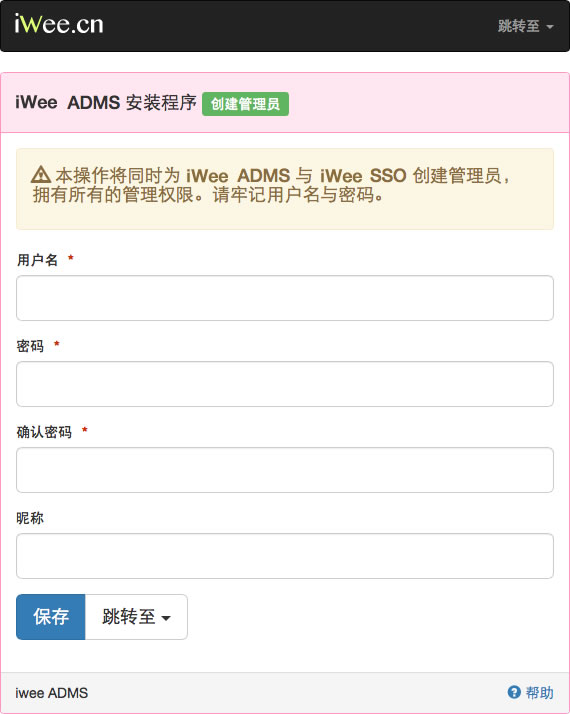 iWee.cn 跳转至
iWee ADMS 安装程序 创建管理员
本操作将同时为 iWee ADMS 与 iWee SSO 创建管理员，
拥有所有的管理权限。请牢记用户名与密码。
用户名 *
密码 *
确认密码 *
昵称
保存 跳转至
iwee ADMS 帮助